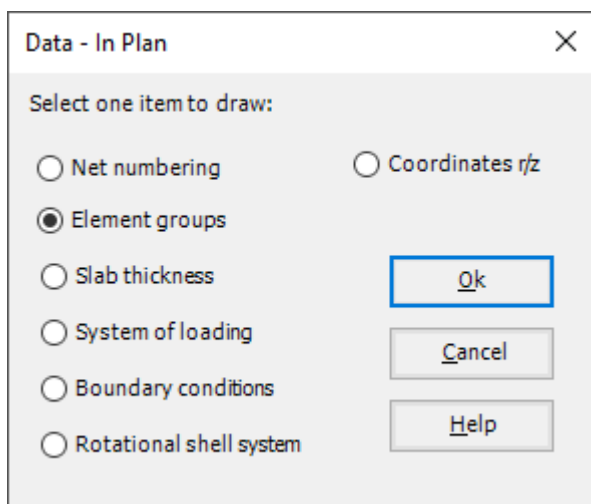 Data - In Plan
Select one item to draw:
Net numbering
Coordinates r/z
Element groups
Slab thickness
Ok
System of loading
Cancel
Boundary conditions
Help
Rotational shell system